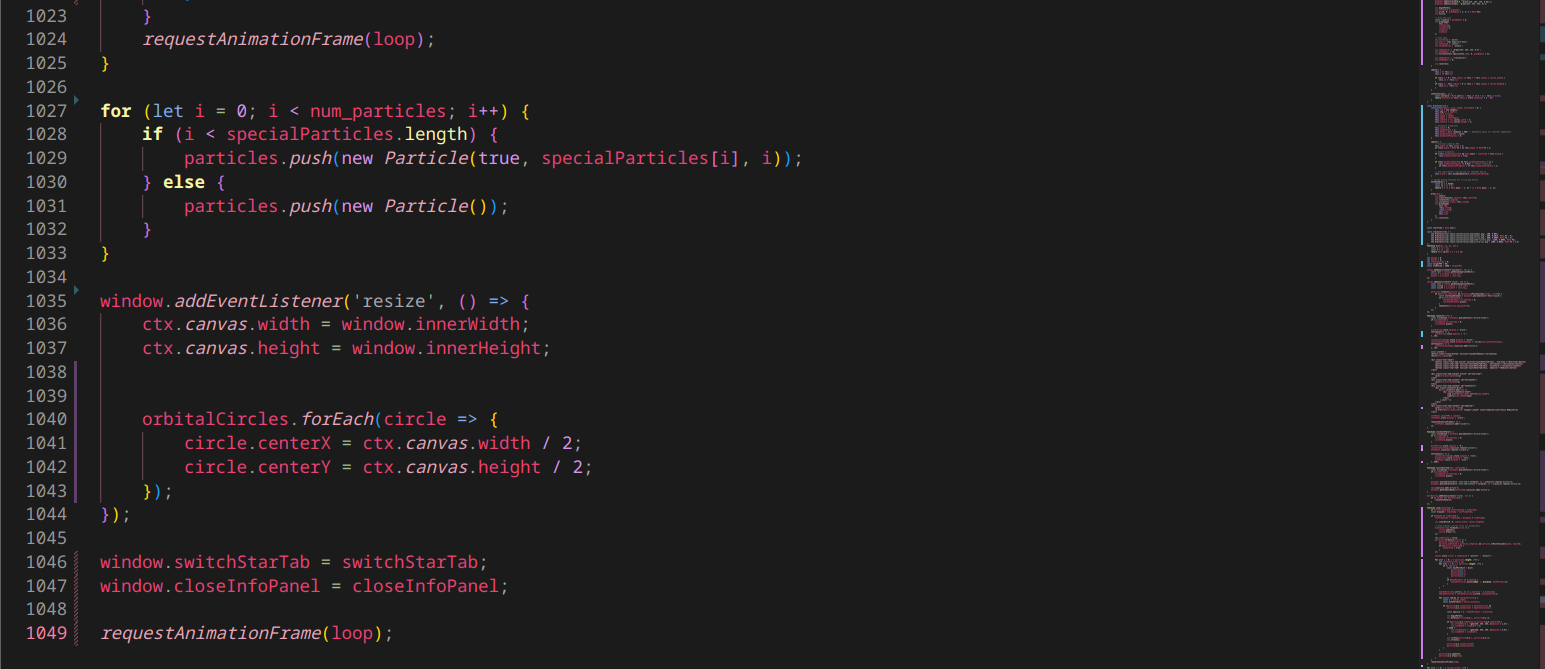 1023 }
1024 requestAnimationFrame(loop);
1025 }
1026
1027 for (let i = 0; i < num_particles; i++) {
1028 if (i < specialParticles.length) {
1029 particles.push(new Particle(true, specialParticles[i], i));
1030 } else {
1031 particles.push(new Particle());
1032 }
1033 }
1034
1035 window.addEventListener('resize', () => {
1036 ctx.canvas.width = window.innerWidth;
1037 ctx.canvas.height = window.innerHeight;
1038
1039
1040 orbitalCircles.forEach(circle => {
1041 circle.centerX = ctx.canvas.width / 2;
1042 circle.centerY = ctx.canvas.height / 2;
1043 });
1044 });
1045
1046 window.switchStarTab = switchStarTab;
1047 window.closeInfoPanel = closeInfoPanel;
1048
1049 requestAnimationFrame(loop);